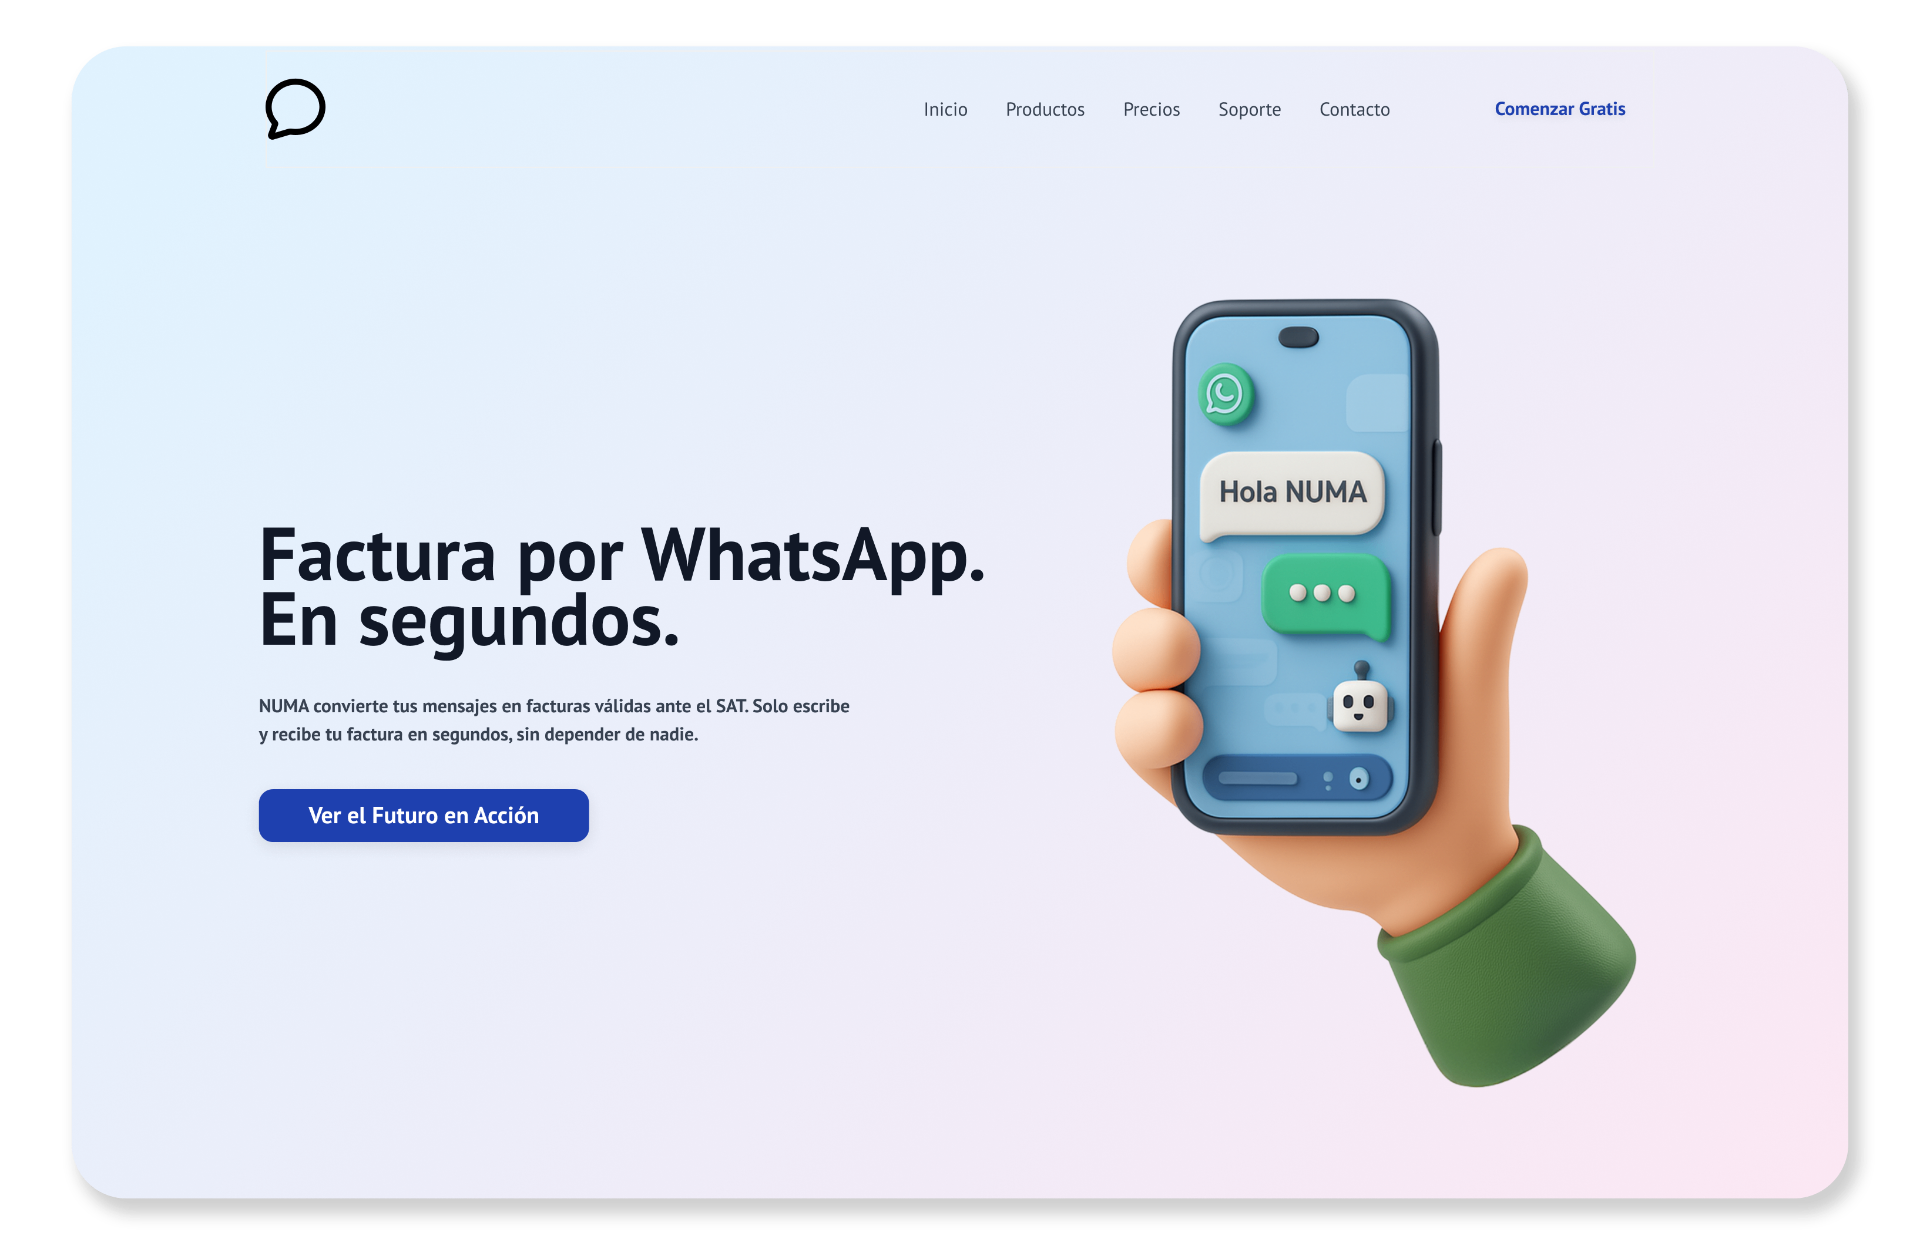 Inicio
Productos
Precios
Soporte
Contacto
Comenzar Gratis
Factura por WhatsApp.
En segundos.
NUMA convierte tus mensajes en facturas válidas ante el SAT. Solo escribe
y recibe tu factura en segundos, sin depender de nadie.
Ver el Futuro en Acción
Hola NUMA